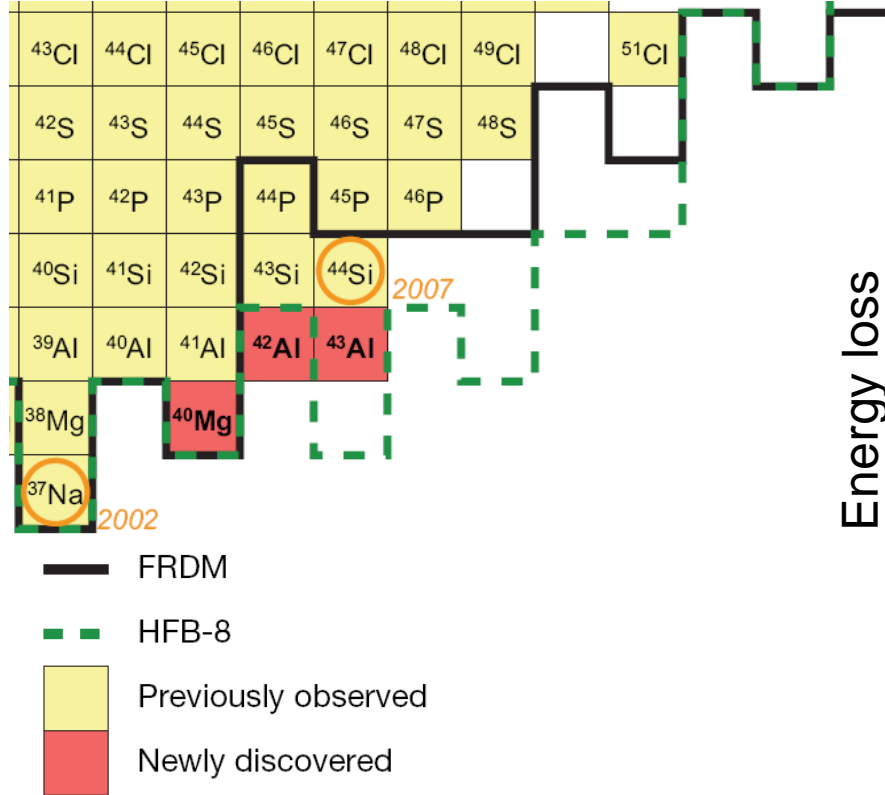 ⁴³Cl ⁴⁴Cl ⁴⁵Cl ⁴⁶Cl ⁴⁷Cl ⁴⁸Cl ⁴⁹Cl ⁵¹Cl
⁴²S ⁴³S ⁴⁴S ⁴⁵S ⁴⁶S ⁴⁷S ⁴⁸S
⁴¹P ⁴²P ⁴³P ⁴⁴P ⁴⁵P ⁴⁶P
⁴⁰Si ⁴¹Si ⁴²Si ⁴³Si ⁴⁴Si 2007
³⁹Al ⁴⁰Al ⁴¹Al ⁴²Al ⁴³Al
³⁸Mg ⁴⁰Mg
³⁷Na 2002
Energy loss
FRDM
HFB-8
Previously observed
Newly discovered